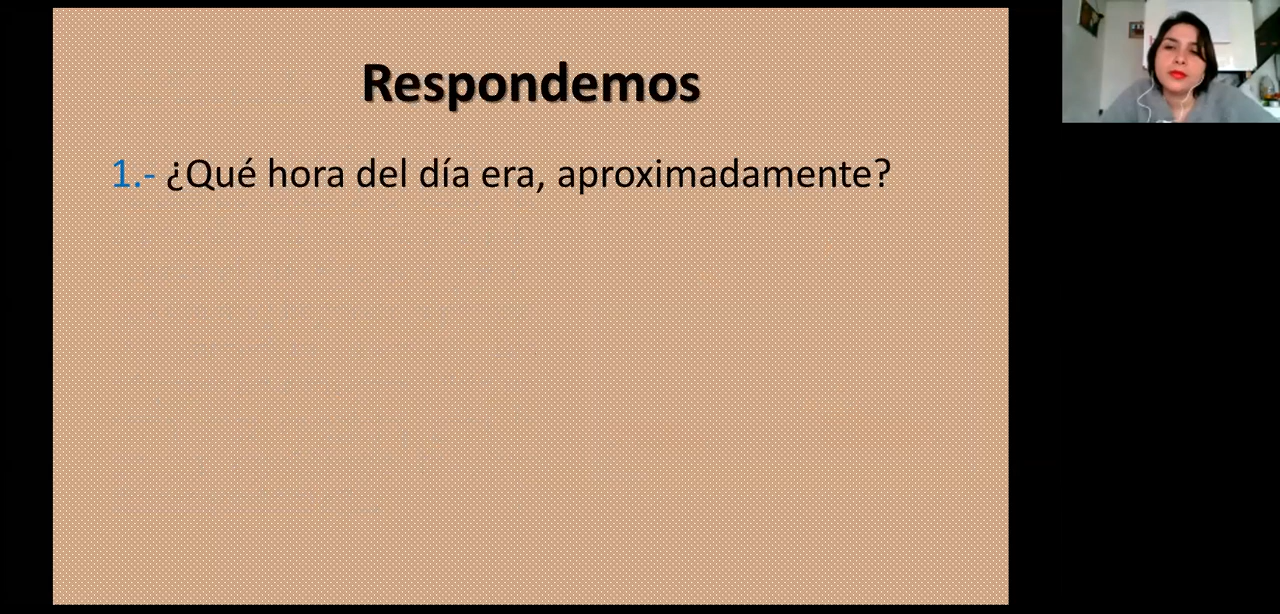 Respondemos
1.- ¿Qué hora del día era, aproximadamente?